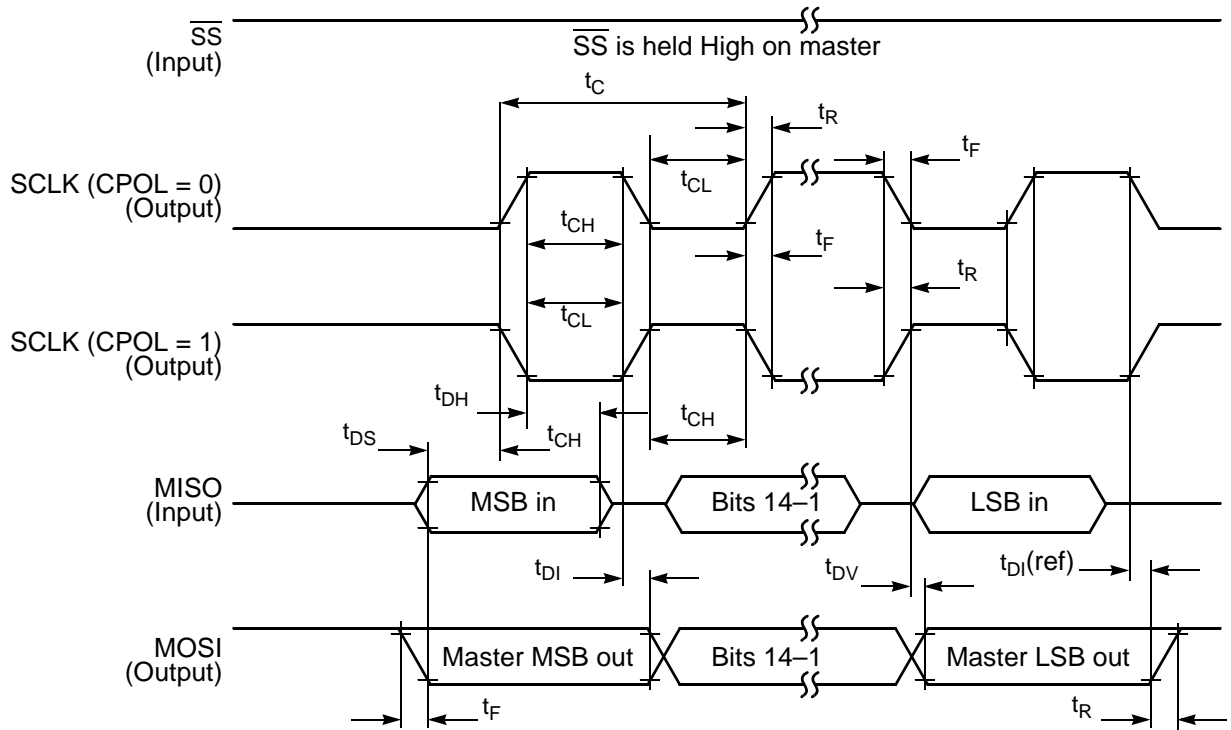 SS
(Input)
SS is held High on master
tC
tR
tF
SCLK (CPOL = 0)
(Output)
tCL
tCH
tF
tR
tCL
SCLK (CPOL = 1)
(Output)
tDH
tCH
tDS
tCH
MISO
(Input)
MSB in
Bits 14–1
LSB in
tDI
tDV
tDI(ref)
MOSI
(Output)
Master MSB out
Bits 14–1
Master LSB out
tF
tR